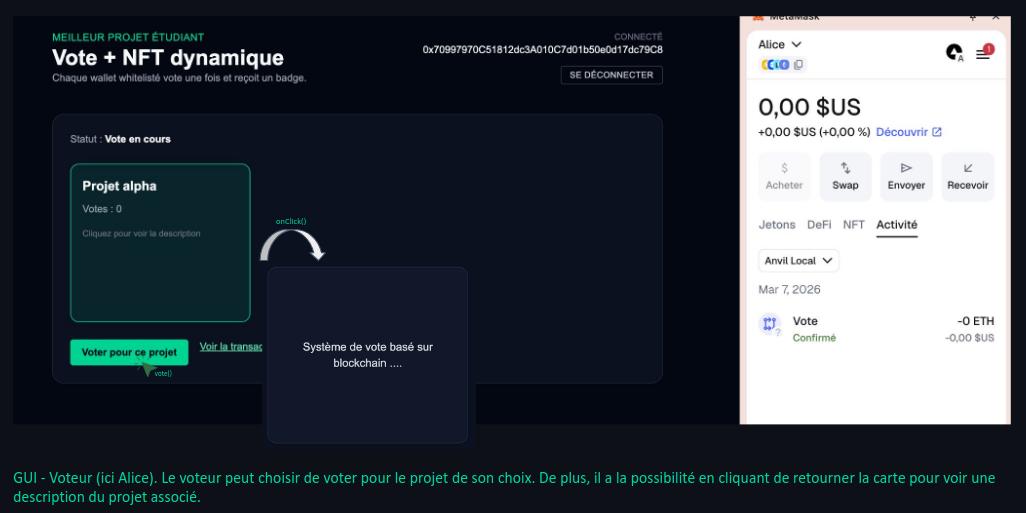 MEILLEUR PROJET ÉTUDIANT
Vote + NFT dynamique
Chaque wallet whitelisté vote une fois et reçoit un badge.
CONNECTÉ
0x70997970C51812dc3A010C7d01b50e0d17dc79C8
SE DÉCONNECTER
Statut : Vote en cours
Projet alpha
Votes : 0
Cliquez pour voir la description
onClick()
Voter pour ce projet
Voir la transac
vote()
Système de vote basé sur
blockchain ....
MetaMask
Alice
A
1
0,00 $US
+0,00 $US (+0,00 %) Découvrir
$
Acheter
Swap
Envoyer
Recevoir
Jetons DeFi NFT Activité
Anvil Local
Mar 7, 2026
?
Vote -0 ETH
Confirmé -0,00 $US
GUI - Voteur (ici Alice). Le voteur peut choisir de voter pour le projet de son choix. De plus, il a la possibilité en cliquant de retourner la carte pour voir une
description du projet associé.